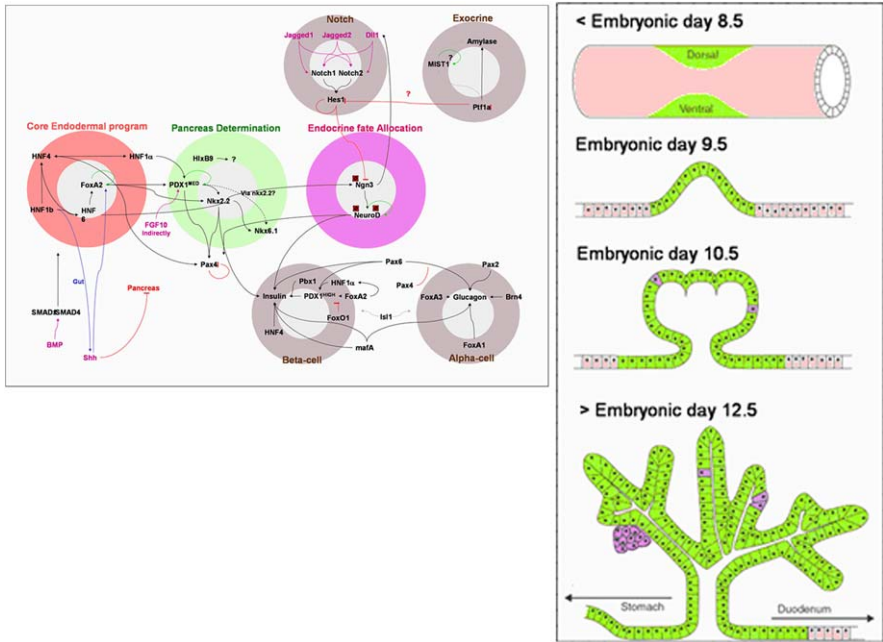 Notch
Jagged1 Jagged2 Dll1
Notch1 Notch2
Hes1
Exocrine
Amylase
MIST1 ?
Ptf1a
?
Core Endodermal program
HNF4
HNF1α
FoxA2
HNF1b
HNF
6
Pancreas Determination
HlxB9 ?
PDX1
Nkx2.2
Via nkx2.2?
Nkx6.1
FGF10
indirectly
Endocrine fate Allocation
Ngn3
NeuroD
Pax4
Gut
Pancreas
SMAD4
BMP
Shh
Pax6
Pax2
Pbx1
HNF1α
Insulin
PDX1HIGH
FoxA2
FoxO1
HNF4
Beta-cell
Isl1
mafA
Pax4
FoxA3
Glucagon
Brn4
FoxA1
Alpha-cell
< Embryonic day 8.5
Dorsal
Ventral
Embryonic day 9.5
Embryonic day 10.5
> Embryonic day 12.5
Stomach
Duodenum